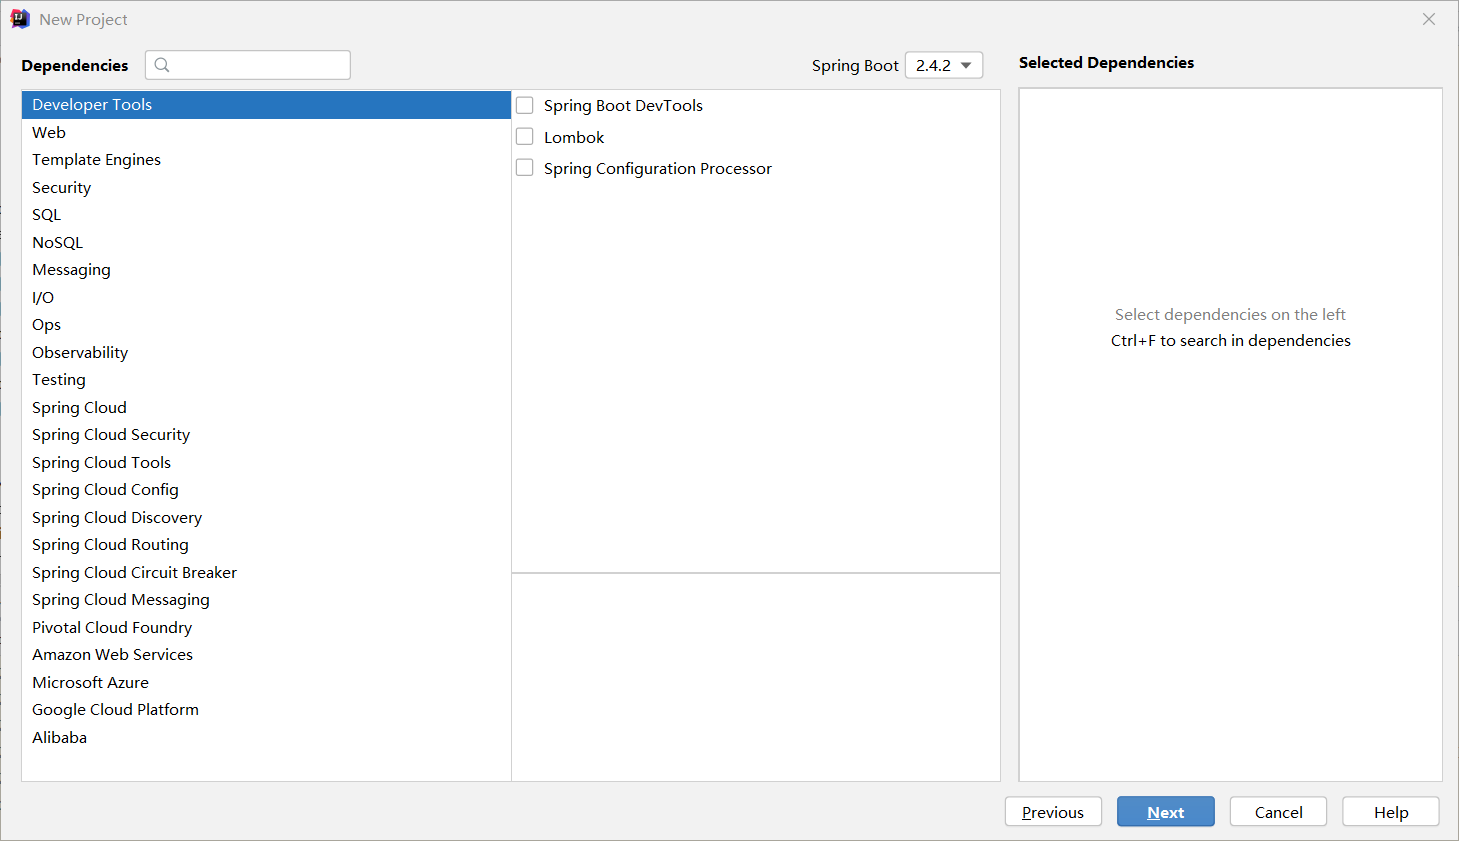 New Project
Dependencies
Spring Boot 2.4.2
Selected Dependencies
Developer Tools
Web
Template Engines
Security
SQL
NoSQL
Messaging
I/O
Ops
Observability
Testing
Spring Cloud
Spring Cloud Security
Spring Cloud Tools
Spring Cloud Config
Spring Cloud Discovery
Spring Cloud Routing
Spring Cloud Circuit Breaker
Spring Cloud Messaging
Pivotal Cloud Foundry
Amazon Web Services
Microsoft Azure
Google Cloud Platform
Alibaba
Spring Boot DevTools
Lombok
Spring Configuration Processor
Select dependencies on the left
Ctrl+F to search in dependencies
Previous
Next
Cancel
Help